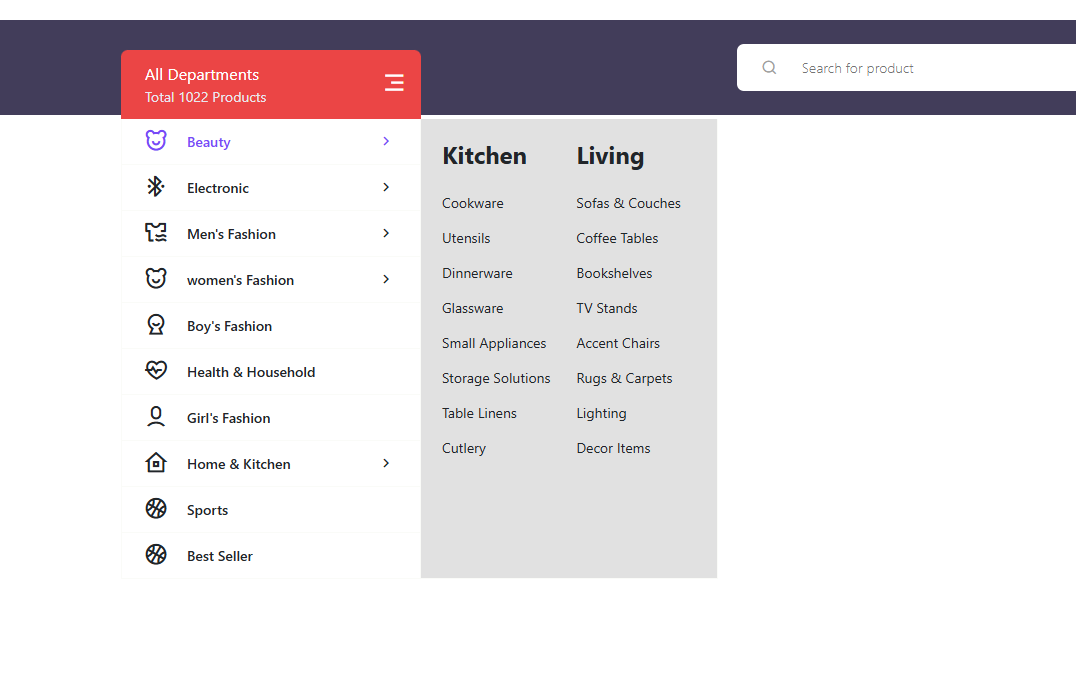 All Departments
Total 1022 Products
Search for product
Beauty
Electronic
Men's Fashion
women's Fashion
Boy's Fashion
Health & Household
Girl's Fashion
Home & Kitchen
Sports
Best Seller
Kitchen
Cookware
Utensils
Dinnerware
Glassware
Small Appliances
Storage Solutions
Table Linens
Cutlery
Living
Sofas & Couches
Coffee Tables
Bookshelves
TV Stands
Accent Chairs
Rugs & Carpets
Lighting
Decor Items